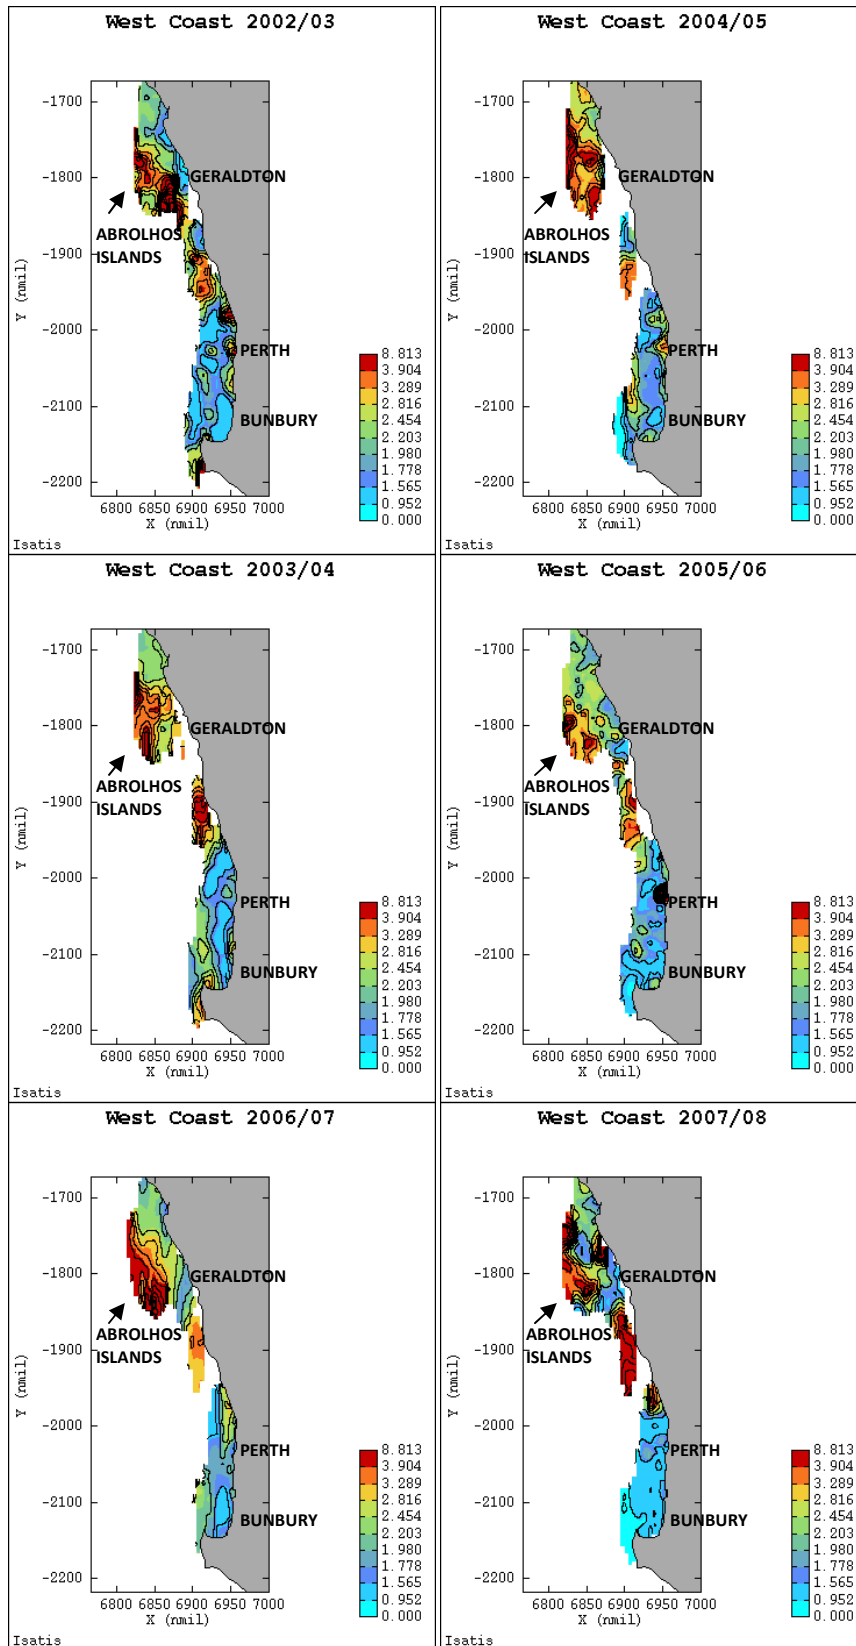 West Coast 2002/03
-1700
-1800
-1900
-2000
-2100
-2200
Y (nmil)
GERALDTON
ABROLHOS
ISLANDS
PERTH
BUNBURY
8.813
3.904
3.289
2.816
2.454
2.203
1.980
1.778
1.565
0.952
0.000
6800 6850 6900 6950 7000
X (nmil)
Isatis
West Coast 2004/05
-1700
-1800
-1900
-2000
-2100
-2200
Y (nmil)
GERALDTON
ABROLHOS
ISLANDS
PERTH
BUNBURY
8.813
3.904
3.289
2.816
2.454
2.203
1.980
1.778
1.565
0.952
0.000
6800 6850 6900 6950 7000
X (nmil)
Isatis
West Coast 2003/04
-1700
-1800
-1900
-2000
-2100
-2200
Y (nmil)
GERALDTON
ABROLHOS
ISLANDS
PERTH
BUNBURY
8.813
3.904
3.289
2.816
2.454
2.203
1.980
1.778
1.565
0.952
0.000
6800 6850 6900 6950 7000
X (nmil)
Isatis
West Coast 2005/06
-1700
-1800
-1900
-2000
-2100
-2200
Y (nmil)
GERALDTON
ABROLHOS
ISLANDS
PERTH
BUNBURY
8.813
3.904
3.289
2.816
2.454
2.203
1.980
1.778
1.565
0.952
0.000
6800 6850 6900 6950 7000
X (nmil)
Isatis
West Coast 2006/07
-1700
-1800
-1900
-2000
-2100
-2200
Y (nmil)
GERALDTON
ABROLHOS
ISLANDS
PERTH
BUNBURY
8.813
3.904
3.289
2.816
2.454
2.203
1.980
1.778
1.565
0.952
0.000
6800 6850 6900 6950 7000
X (nmil)
Isatis
West Coast 2007/08
-1700
-1800
-1900
-2000
-2100
-2200
Y (nmil)
GERALDTON
ABROLHOS
ISLANDS
PERTH
BUNBURY
8.813
3.904
3.289
2.816
2.454
2.203
1.980
1.778
1.565
0.952
0.000
6800 6850 6900 6950 7000
X (nmil)
Isatis